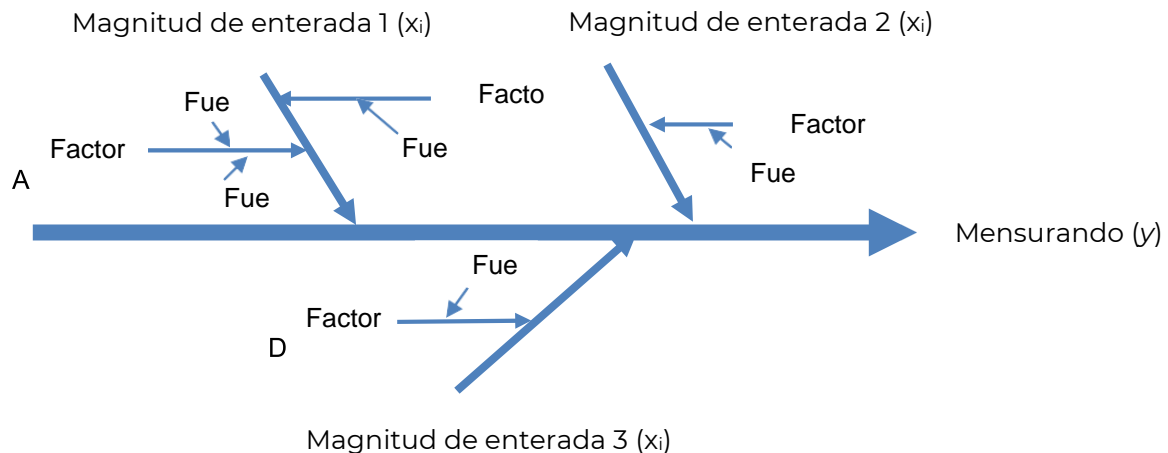 Magnitud de enterada 1 (xᵢ)
Magnitud de enterada 2 (xᵢ)
Fue
Facto
Factor
Fue
Factor
Fue
Fue
A
Mensurando (y)
Fue
Factor
D
Magnitud de enterada 3 (xᵢ)